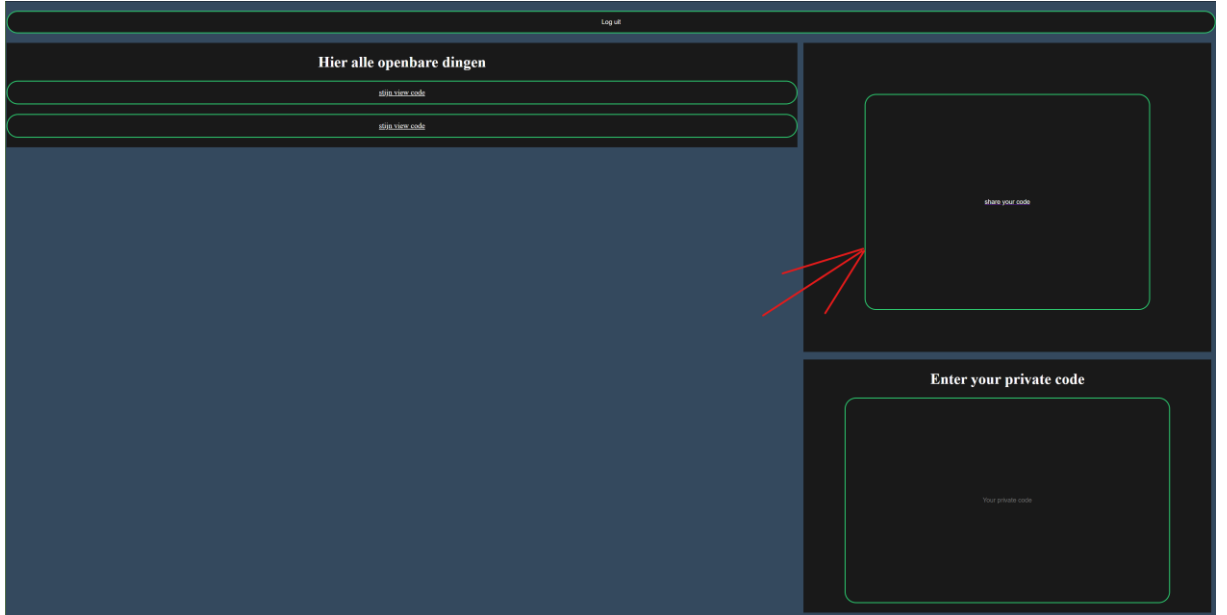 Log uit
Hier alle openbare dingen
stijn view code
stijn view code
share your code
Enter your private code
Your private code